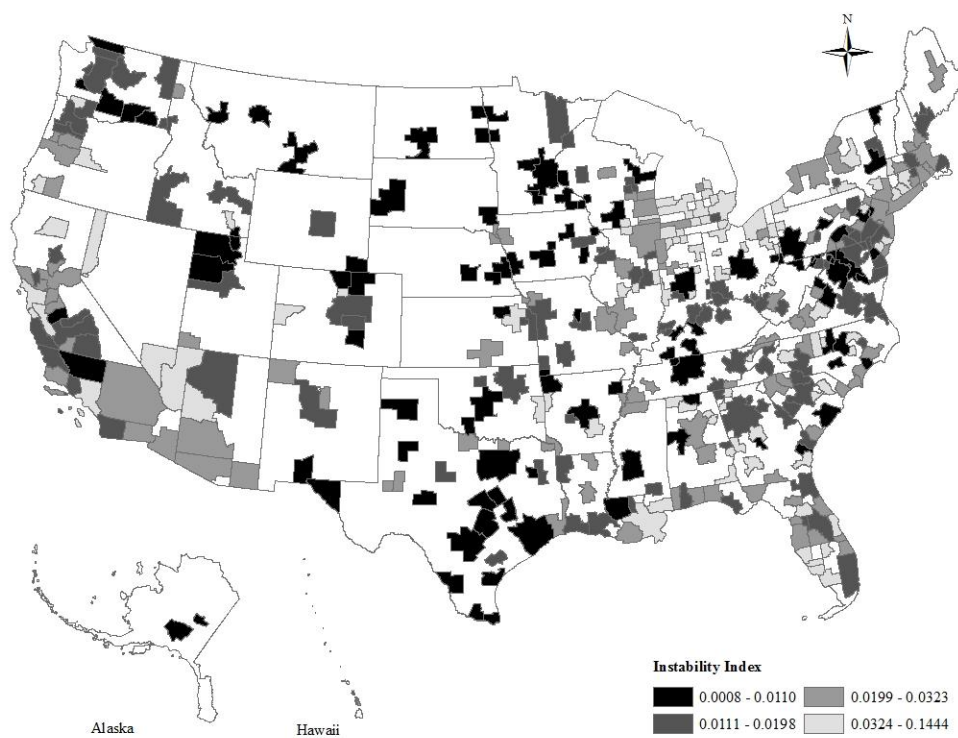 N
Instability Index
0.0008 - 0.0110
0.0199 - 0.0323
0.0111 - 0.0198
0.0324 - 0.1444
Alaska
Hawaii